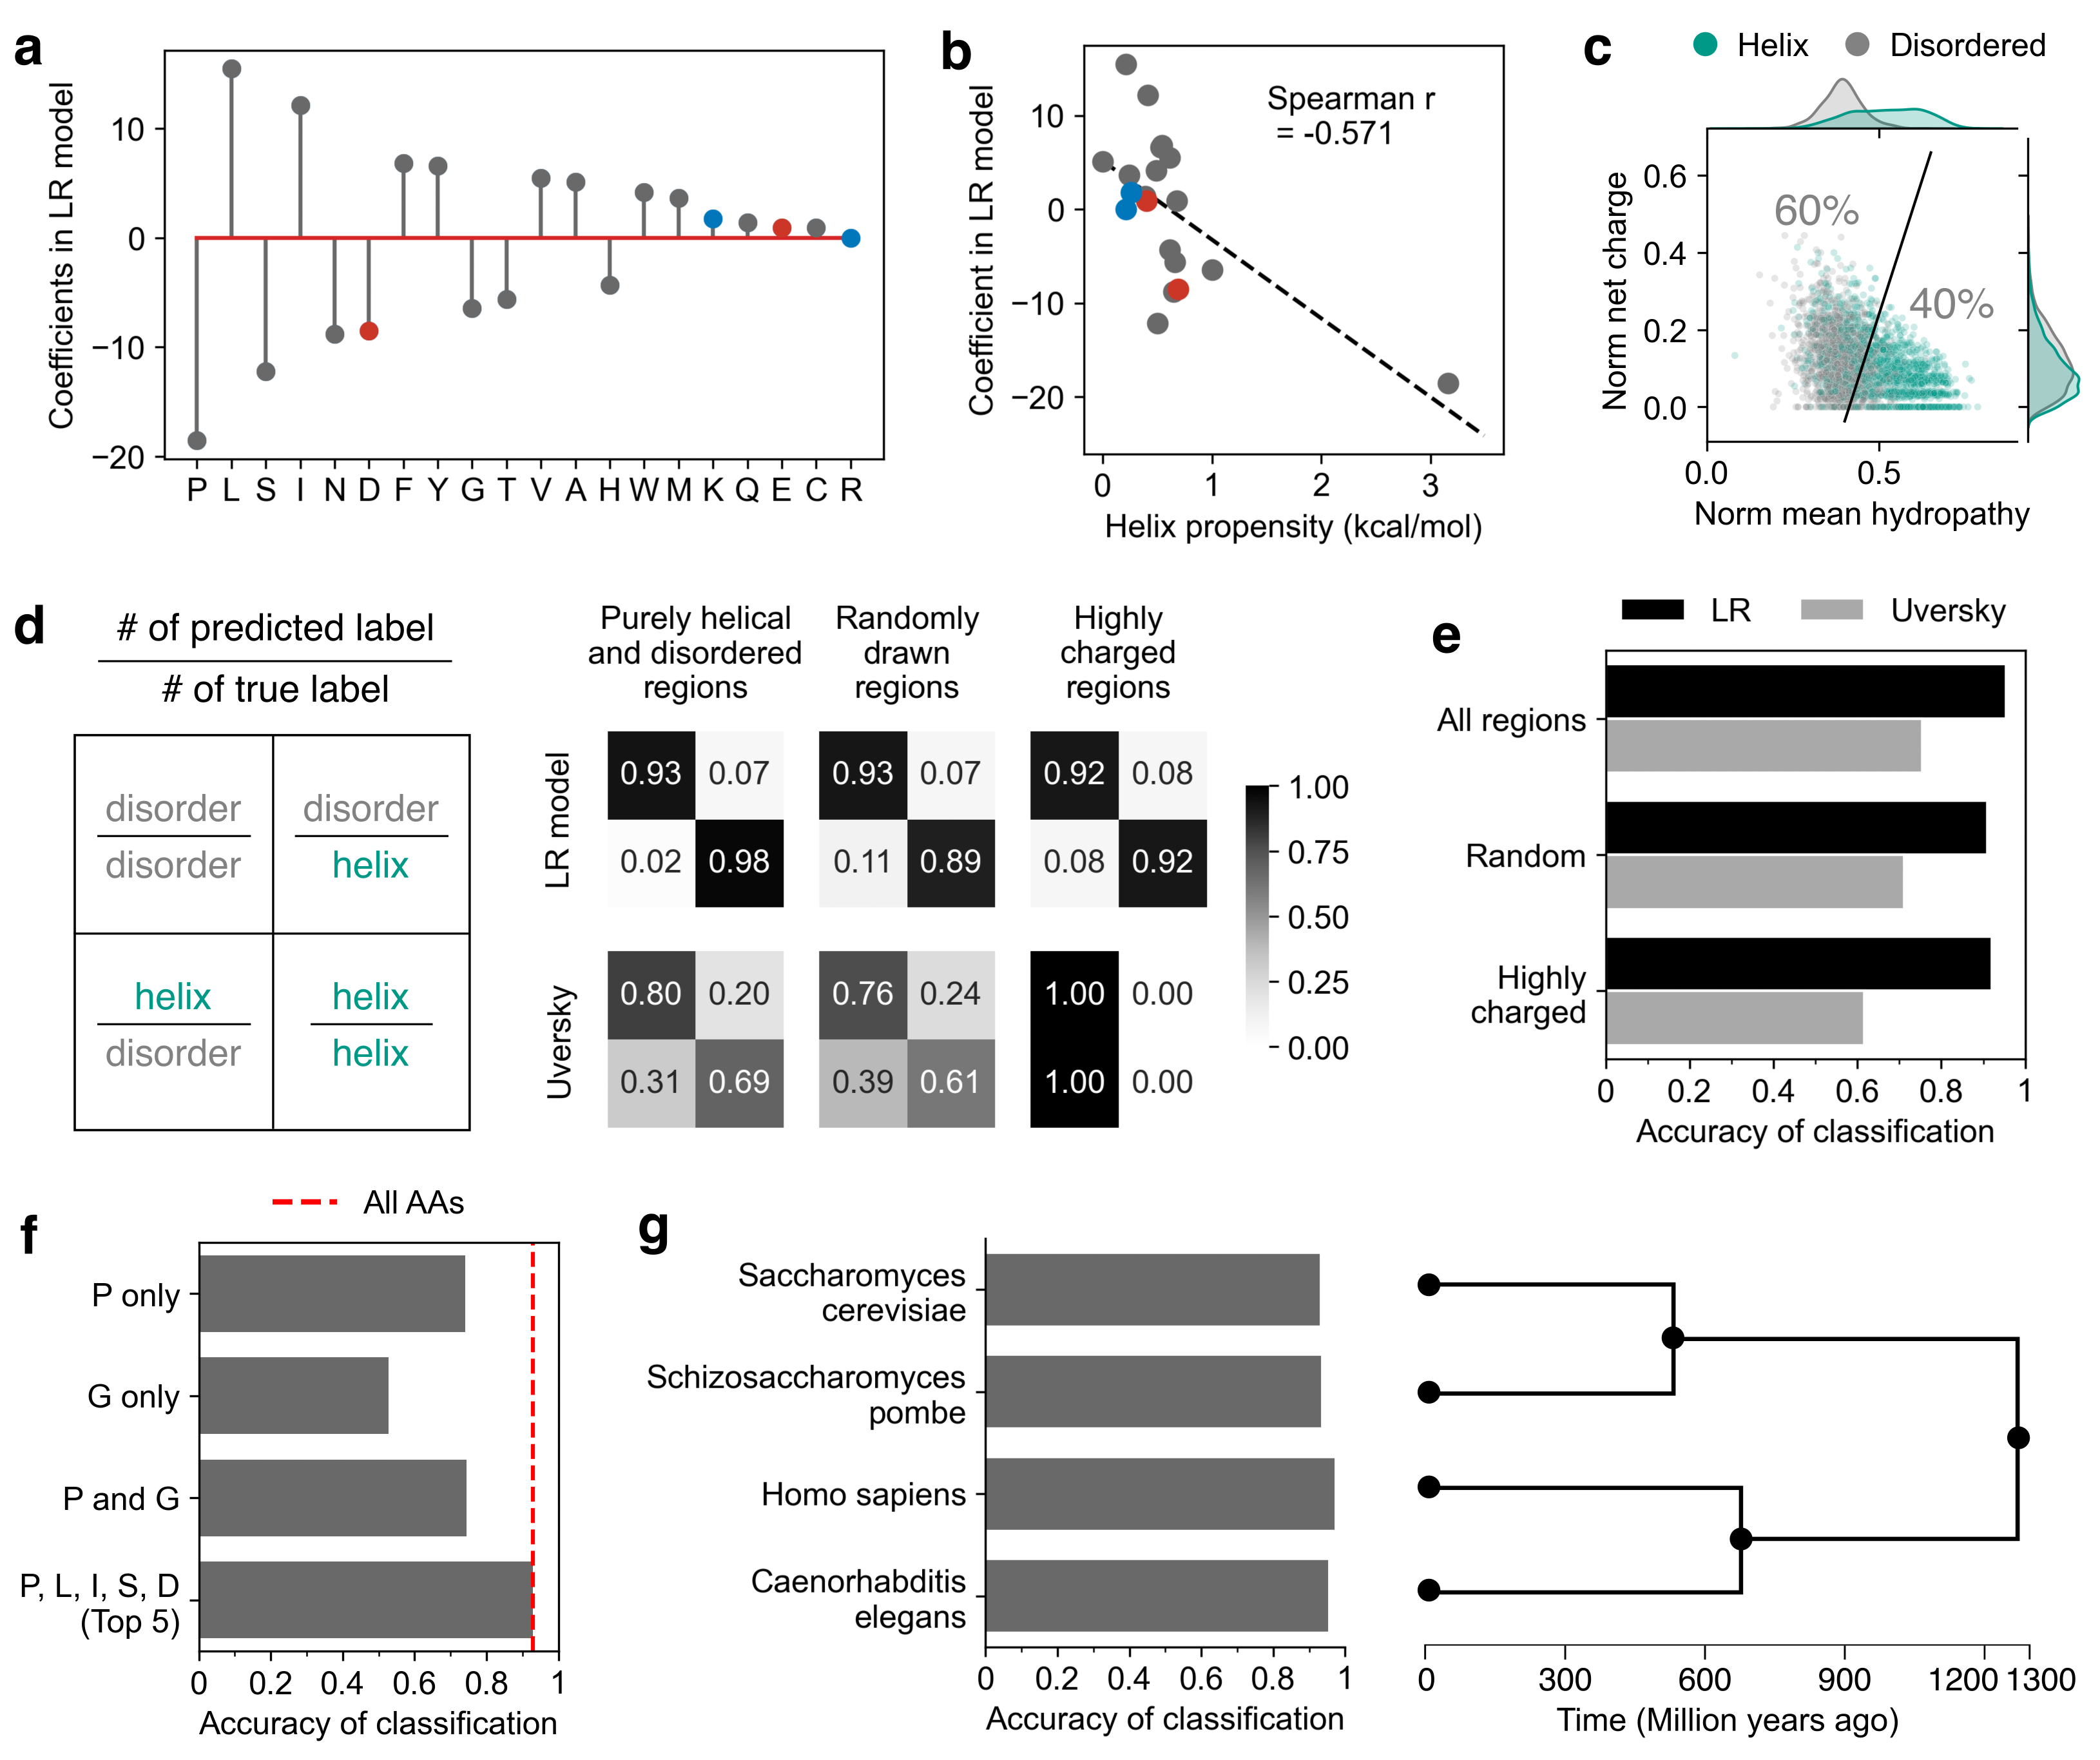 a
Coefficients in LR model
10
0
−10
−20
P L S I N D F Y G T V A H W M K Q E C R
b
Coefficient in LR model
10
0
−10
−20
Spearman r
= -0.571
0 1 2 3
Helix propensity (kcal/mol)
c
Helix Disordered
Norm net charge
0.6
0.4
0.2
0.0
60%
40%
0.0 0.5
Norm mean hydropathy
d
# of predicted label
# of true label
disorder
disorder
disorder
helix
helix
disorder
helix
helix
Purely helical
and disordered
regions
Randomly
drawn
regions
Highly
charged
regions
LR model
0.93 0.07
0.02 0.98
0.93 0.07
0.11 0.89
0.92 0.08
0.08 0.92
Uversky
0.80 0.20
0.31 0.69
0.76 0.24
0.39 0.61
1.00 0.00
1.00 0.00
1.00
0.75
0.50
0.25
0.00
e
LR Uversky
All regions
Random
Highly
charged
0 0.2 0.4 0.6 0.8 1
Accuracy of classification
f
All AAs
P only
G only
P and G
P, L, I, S, D
(Top 5)
0 0.2 0.4 0.6 0.8 1
Accuracy of classification
g
Saccharomyces
cerevisiae
Schizosaccharomyces
pombe
Homo sapiens
Caenorhabditis
elegans
0 0.2 0.4 0.6 0.8 1
Accuracy of classification
0 300 600 900 1200 1300
Time (Million years ago)